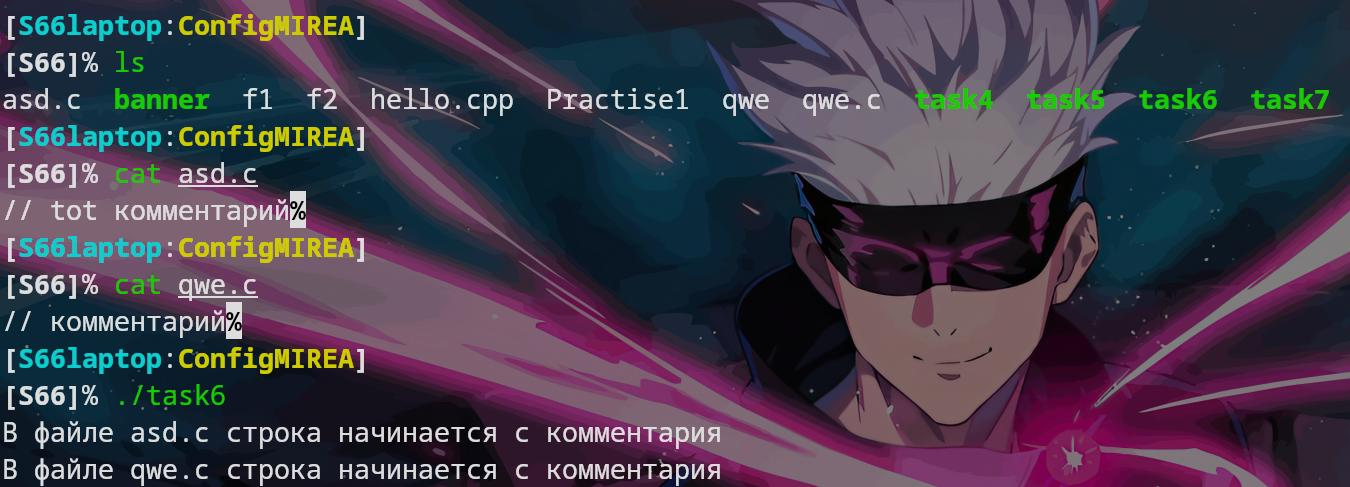 [S66laptop:ConfigMIREA]
[S66]% ls
asd.c  banner  f1  f2  hello.cpp  Practise1  qwe  qwe.c  task4  task5  task6  task7
[S66laptop:ConfigMIREA]
[S66]% cat asd.c
// tot комментарий%
[S66laptop:ConfigMIREA]
[S66]% cat qwe.c
// комментарий%
[S66laptop:ConfigMIREA]
[S66]% ./task6
В файле asd.c строка начинается с комментария
В файле qwe.c строка начинается с комментария